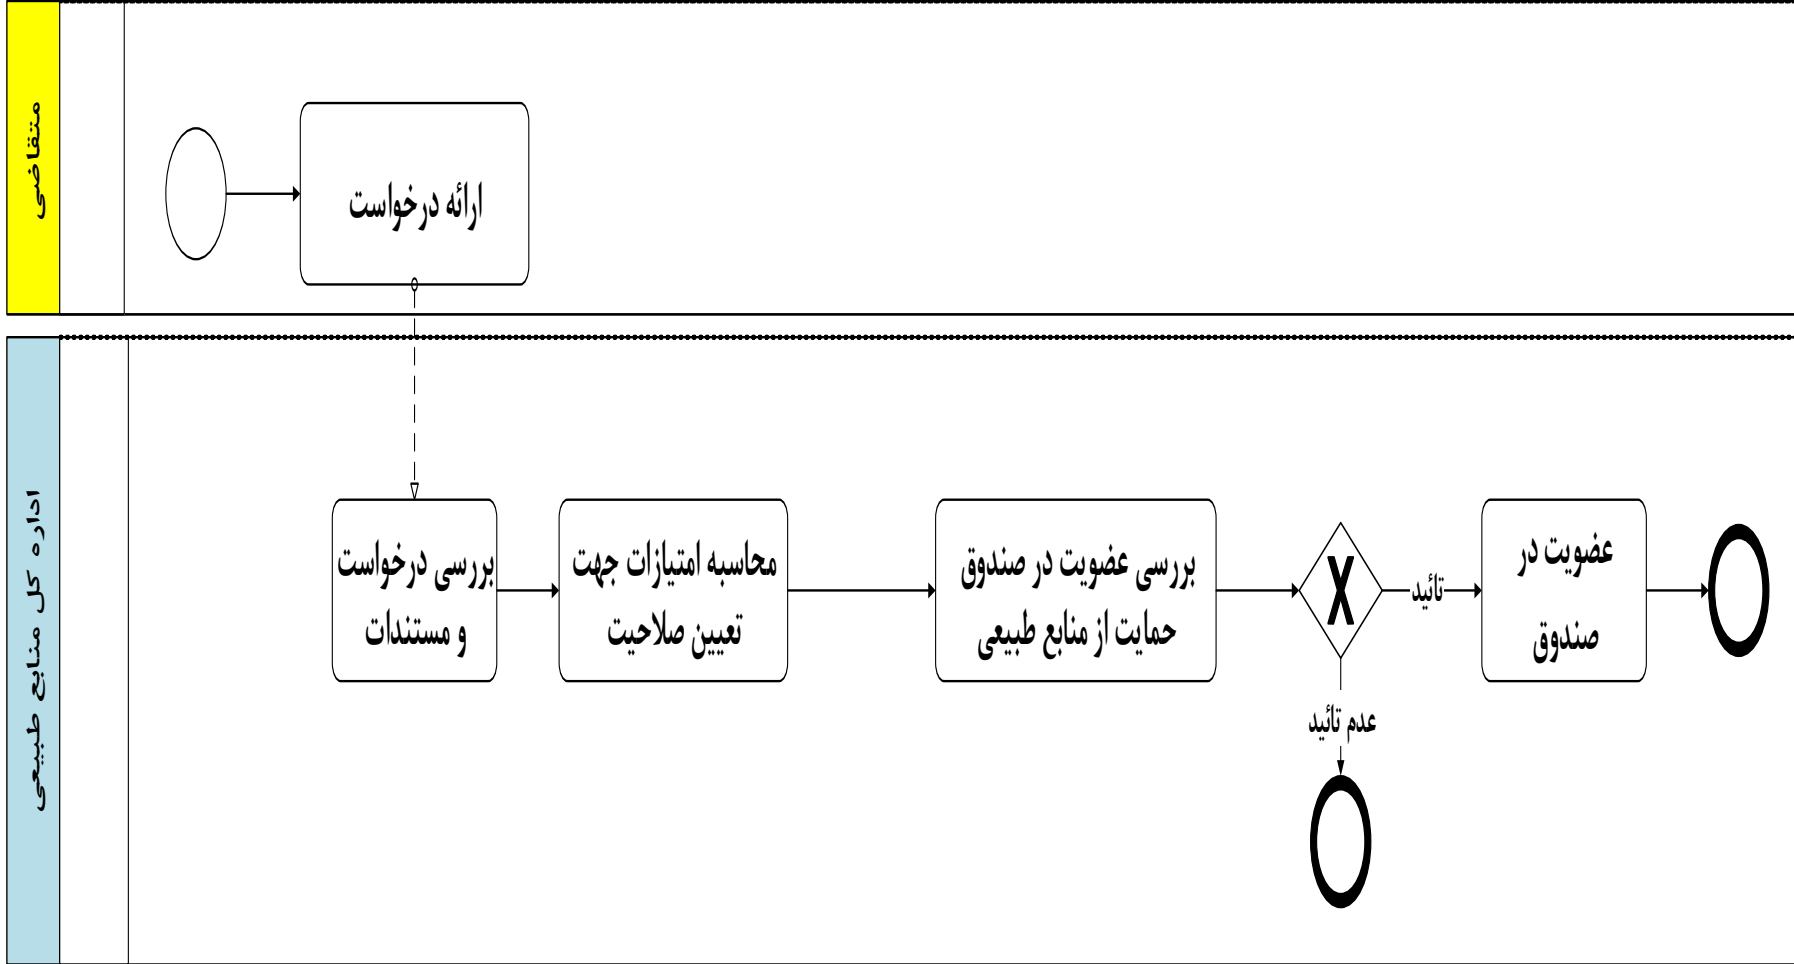 متقاضی
ارائه درخواست
اداره کل منابع طبیعی
بررسی درخواست
و مستندات
محاسبه امتیازات جهت
تعیین صلاحیت
بررسی عضویت در صندوق
حمایت از منابع طبیعی
X
تائید
عضویت در
صندوق
عدم تائید